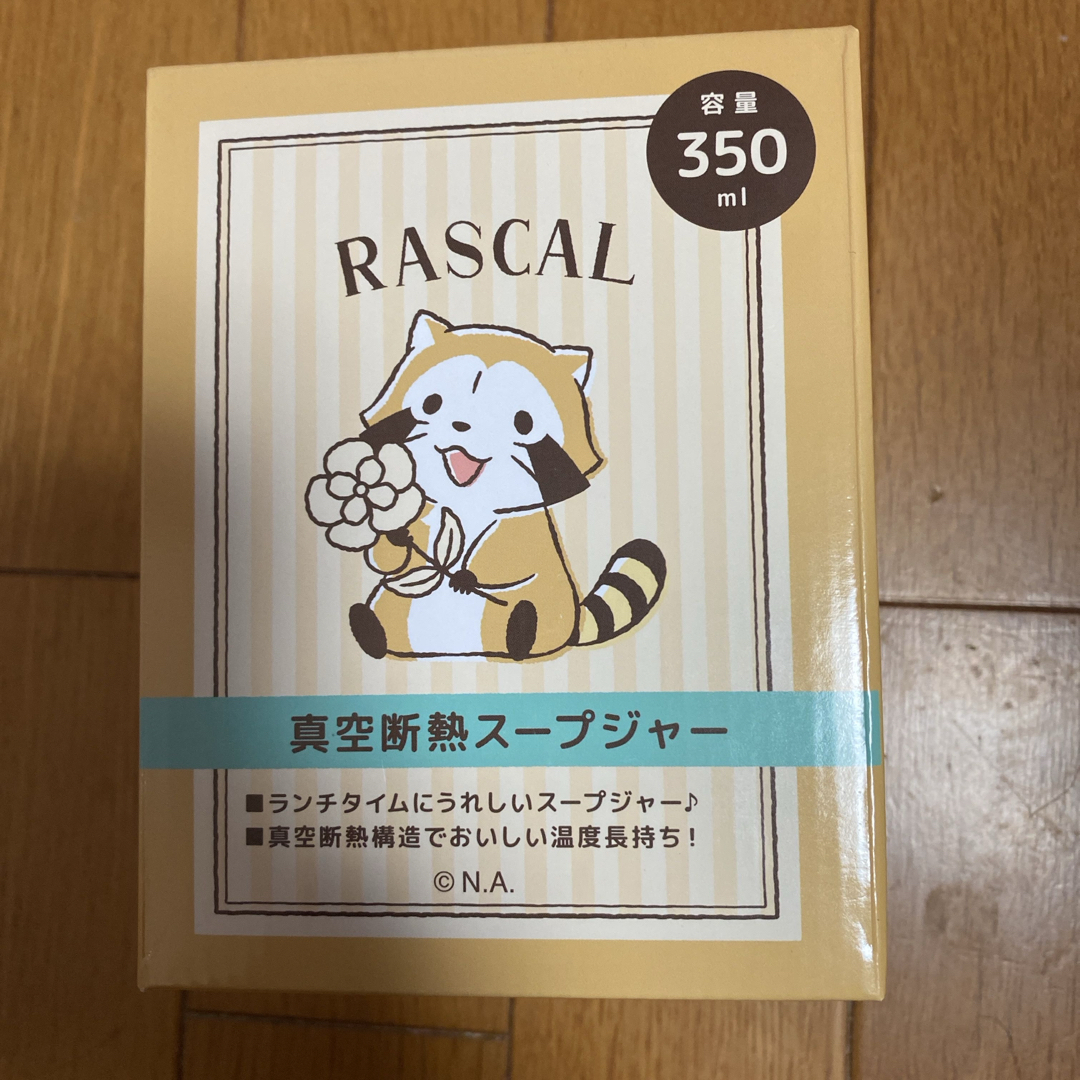 容量
350
ml
RASCAL
真空断熱スープジャー
■ランチタイムにうれしいスープジャー♪
■真空断熱構造でおいしい温度長持ち！
© N.A.